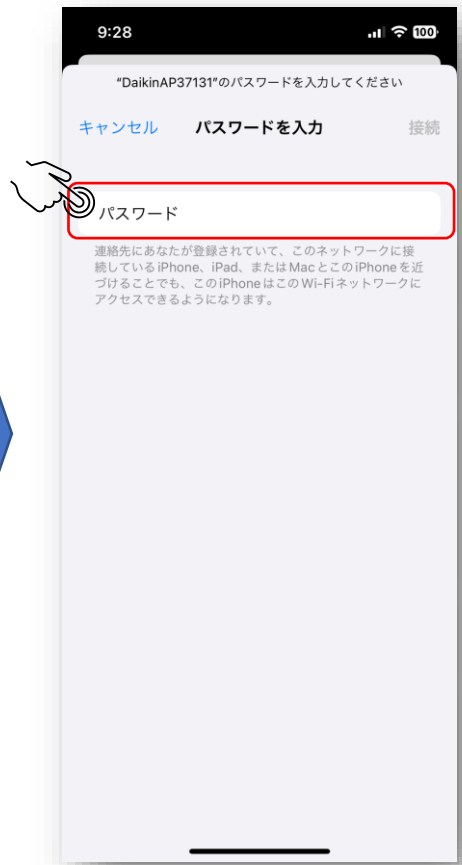 9:28
100
“DaikinAP37131”のパスワードを入力してください
キャンセル パスワードを入力 接続
パスワード
連絡先にあなたが登録されていて、このネットワークに接
続しているiPhone、iPad、またはMacとこのiPhoneを近
づけることでも、このiPhoneはこのWi-Fiネットワークに
アクセスできるようになります。